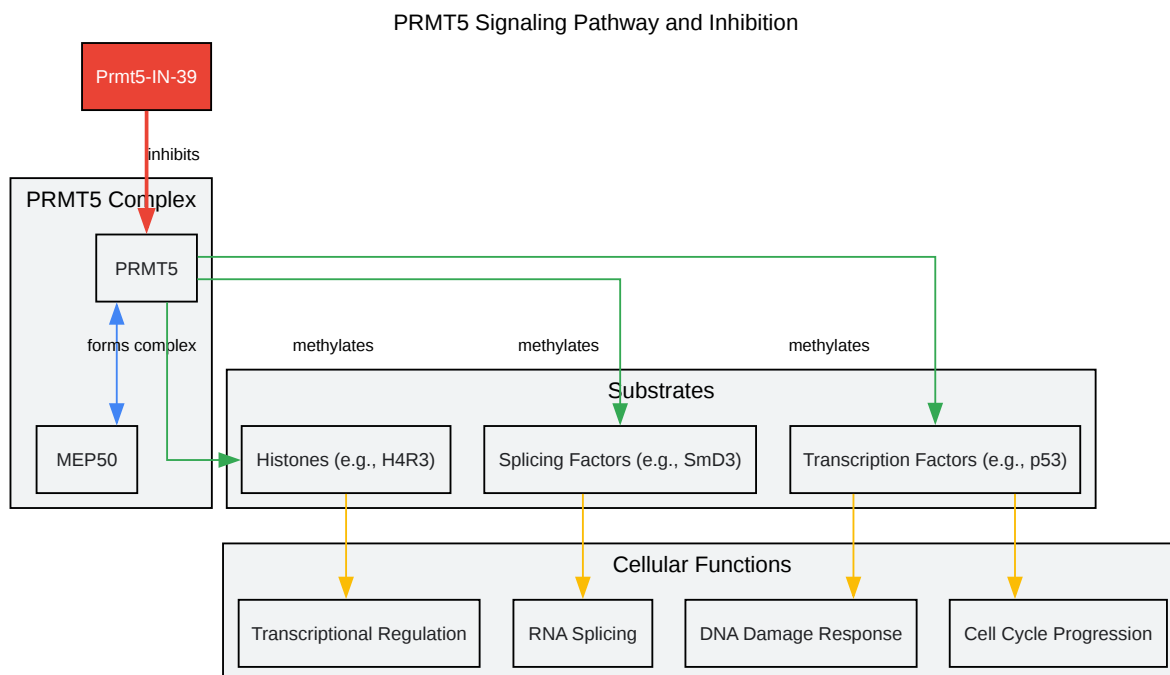 PRMT5 Signaling Pathway and Inhibition
Prmt5-IN-39
inhibits
PRMT5 Complex
PRMT5
forms complex
methylates
methylates
methylates
Substrates
MEP50
Histones (e.g., H4R3)
Splicing Factors (e.g., SmD3)
Transcription Factors (e.g., p53)
Cellular Functions
Transcriptional Regulation
RNA Splicing
DNA Damage Response
Cell Cycle Progression